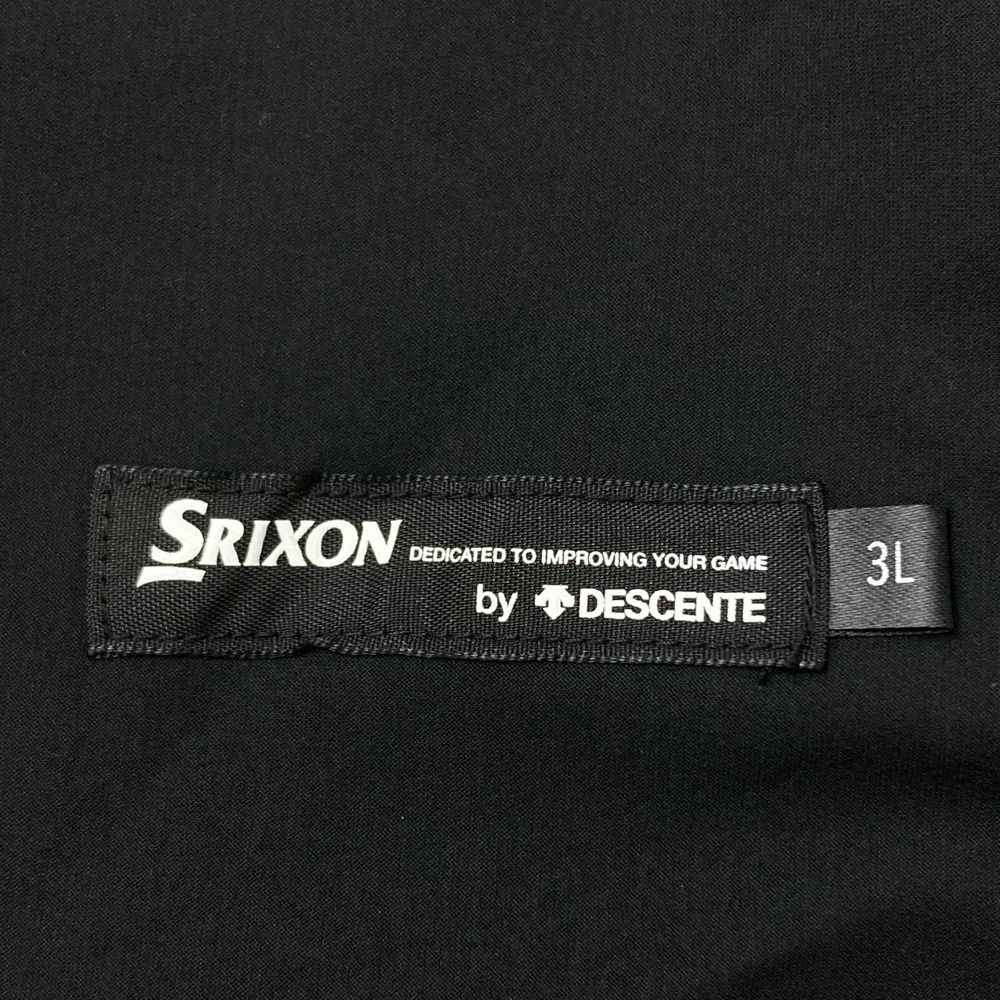 SRIXON DEDICATED TO IMPROVING YOUR GAME
by DESCENTE
3L